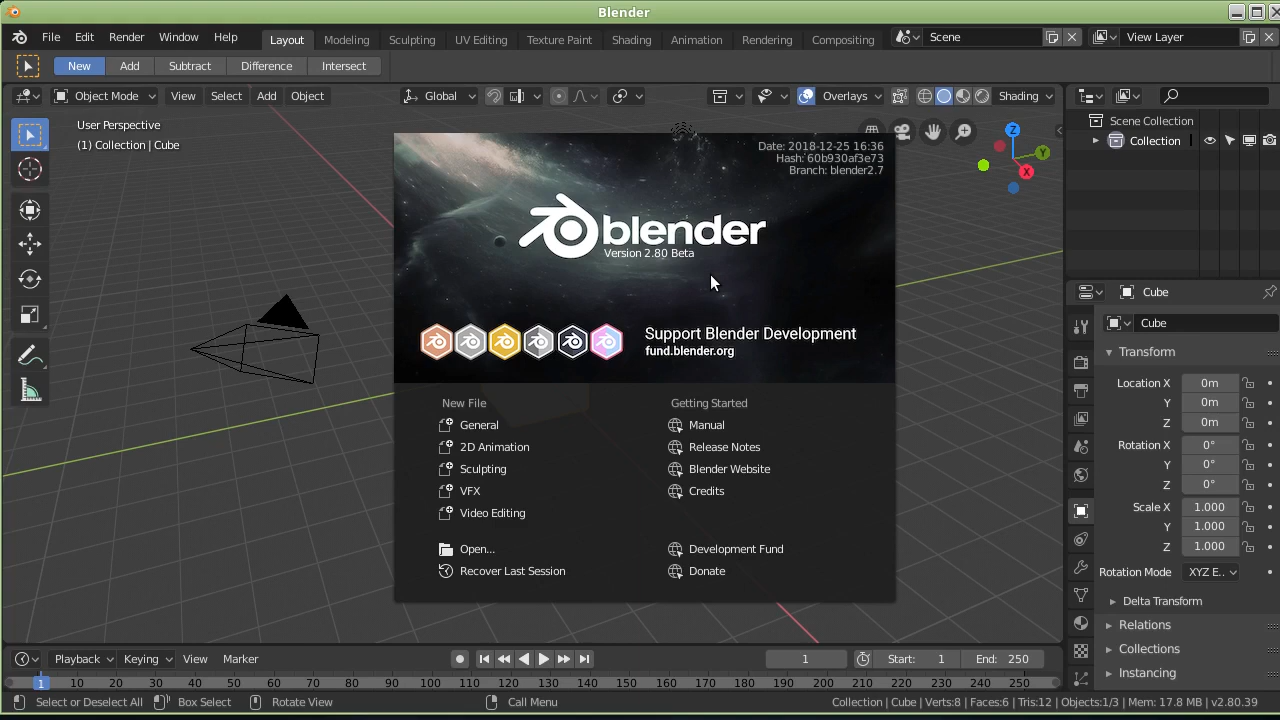 Blender
File Edit Render Window Help Layout Modeling Sculpting UV Editing Texture Paint Shading Animation Rendering Compositing Scene View Layer
New Add Subtract Difference Intersect
Object Mode View Select Add Object Global Overlays Shading
User Perspective
(1) Collection | Cube
Z
Y
X
Date: 2018-12-25 16:36
Hash: 60b930af3e73
Branch: blender2.7
blender
Version 2.80 Beta
Support Blender Development
fund.blender.org
New File
General
2D Animation
Sculpting
VFX
Video Editing
Open...
Recover Last Session
Getting Started
Manual
Release Notes
Blender Website
Credits
Development Fund
Donate
Scene Collection
Collection
Cube
Cube
Transform
Location X 0m
Y 0m
Z 0m
Rotation X 0°
Y 0°
Z 0°
Scale X 1.000
Y 1.000
Z 1.000
Rotation Mode XYZ E..
Delta Transform
Relations
Collections
Instancing
Playback Keying View Marker 1 Start: 1 End: 250
1 10 20 30 40 50 60 70 80 90 100 110 120 130 140 150 160 170 180 190 200 210 220 230 240 250
Select or Deselect All Box Select Rotate View Call Menu Collection | Cube | Verts:8 | Faces:6 | Tris:12 | Objects:1/3 | Mem: 17.8 MB | v2.80.39